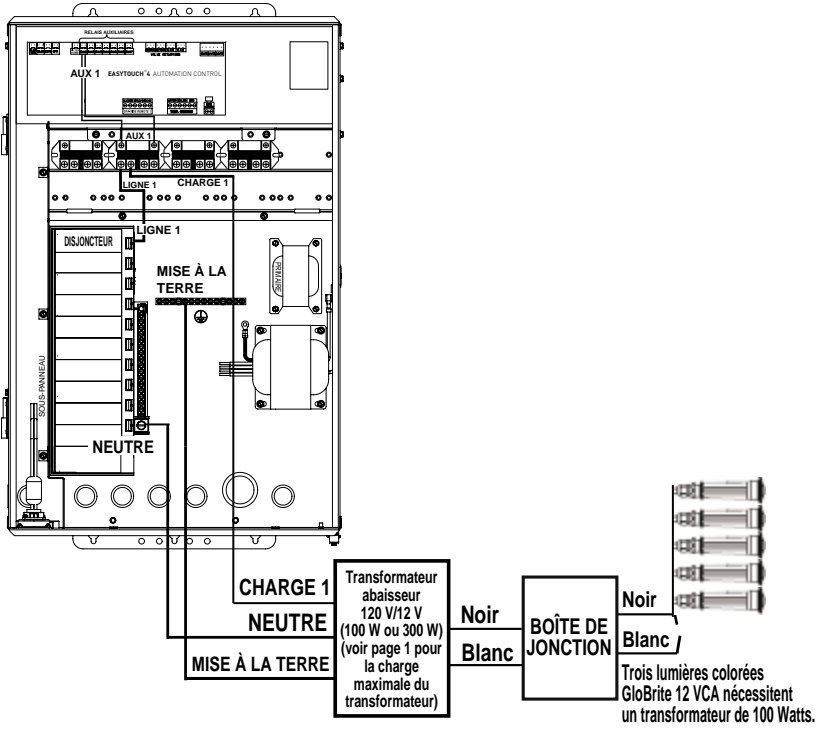 RELAIS AUXILIAIRES
AUX 1 EASYTOUCH®4 AUTOMATION CONTROL
AUX 1
LIGNE 1
CHARGE 1
LIGNE 1
DISJONCTEUR
MISE À LA
TERRE
PRIMAIRE
SOUS-PANNEAU
NEUTRE
CHARGE 1
NEUTRE
MISE À LA TERRE
Transformateur
abaisseur
120 V/12 V
(100 W ou 300 W)
(voir page 1 pour
la charge
maximale du
transformateur)
Noir
Blanc
BOÎTE DE
JONCTION
Noir
Blanc
Trois lumières colorées
GloBrite 12 VCA nécessitent
un transformateur de 100 Watts.